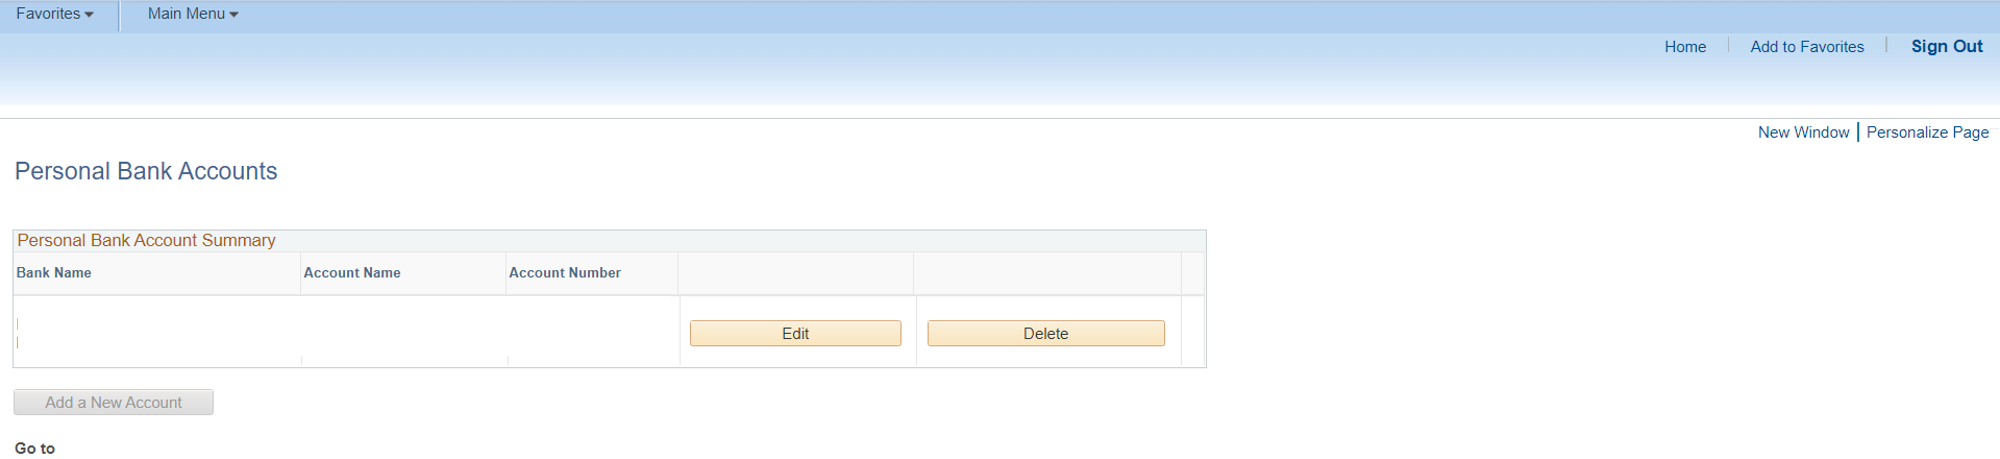 Favorites Main Menu
Home Add to Favorites Sign Out
New Window Personalize Page
Personal Bank Accounts
Personal Bank Account Summary
Bank Name Account Name Account Number
Edit Delete
Add a New Account
Go to